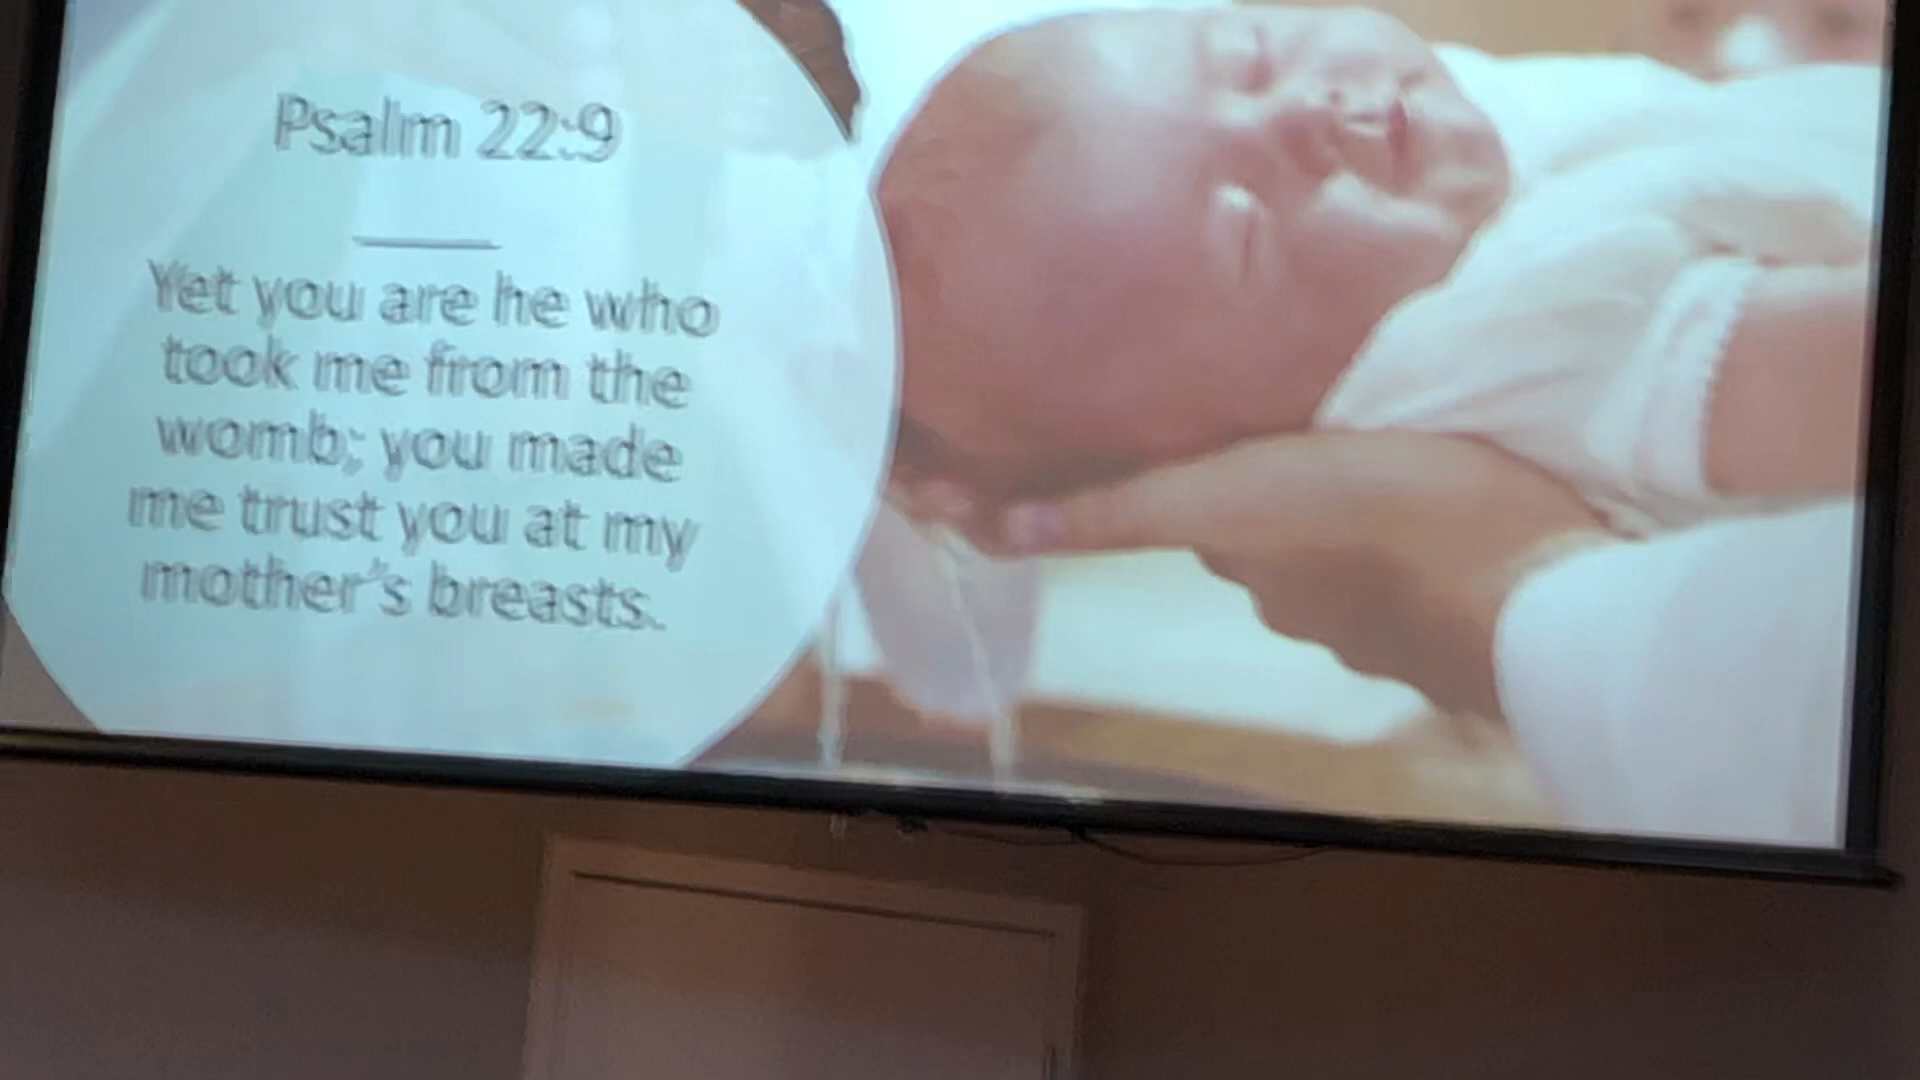 Psalm 22:9
Yet you are he who
took me from the
womb; you made
me trust you at my
mother's breasts.